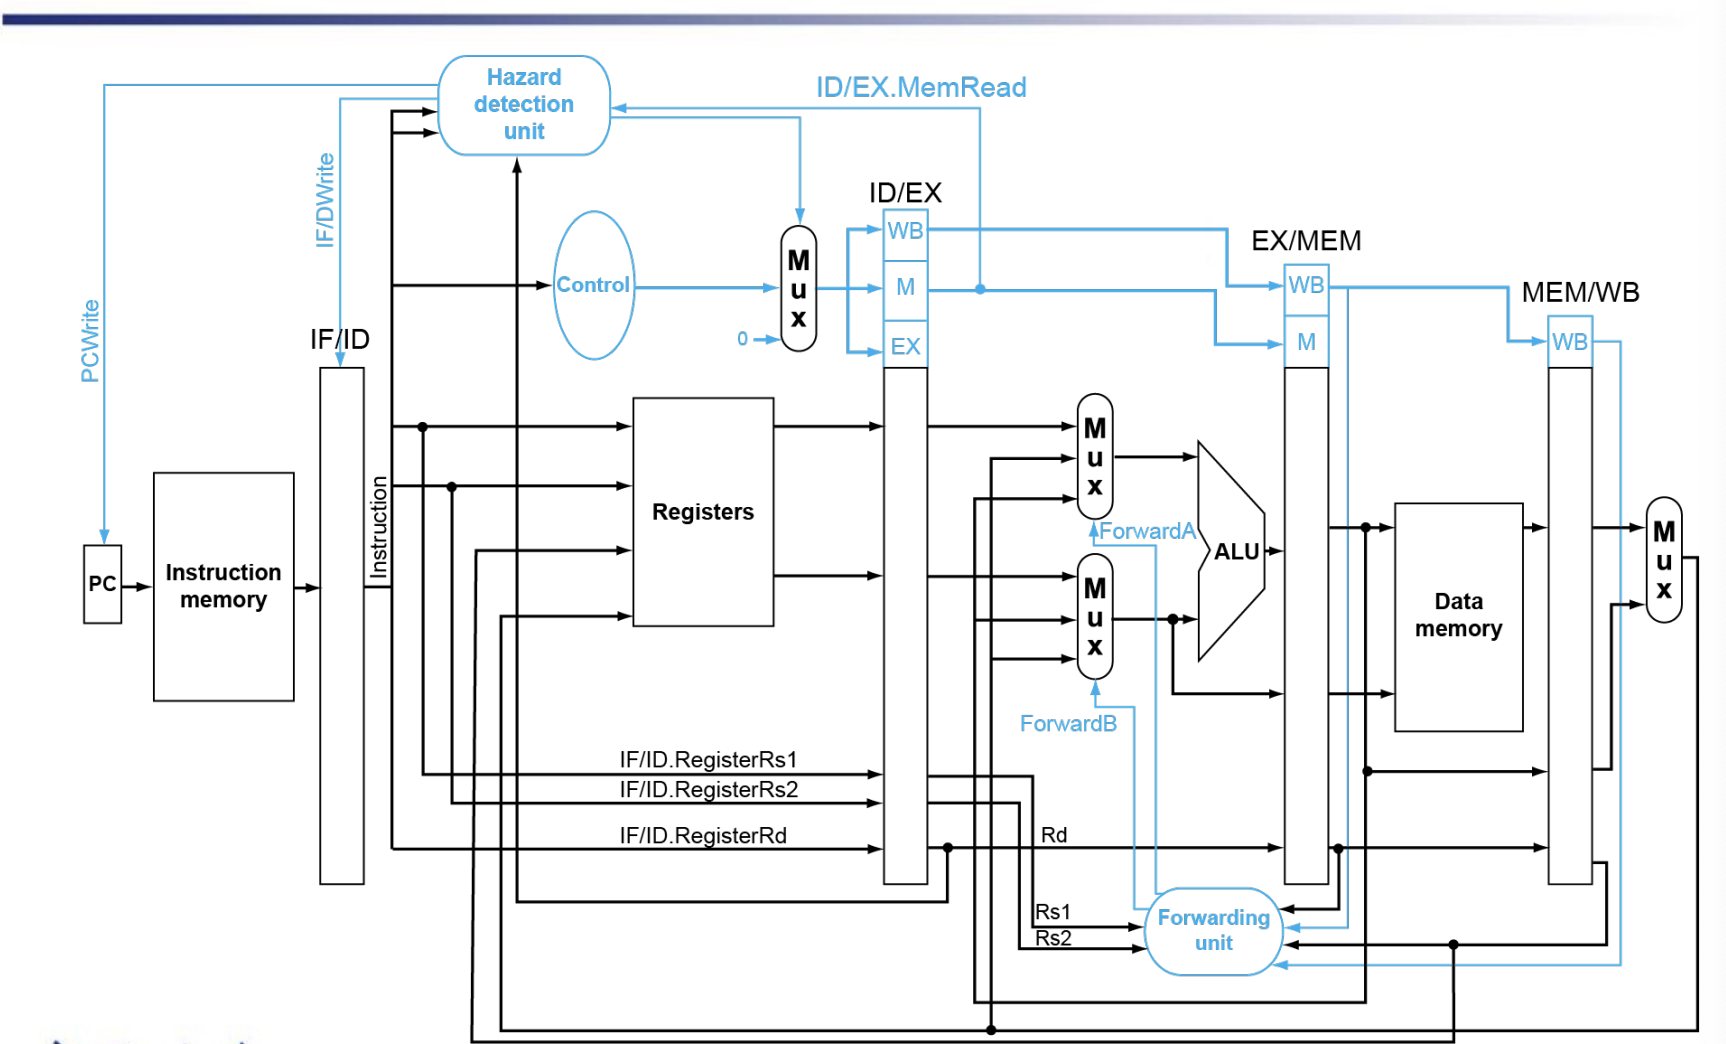 Hazard
detection
unit
ID/EX.MemRead
IF/DWrite
PCWrite
ID/EX
WB
M
EX
Control
M
u
x
0
EX/MEM
WB
M
MEM/WB
WB
IF/ID
PC
Instruction
memory
Instruction
Registers
M
u
x
ForwardA
M
u
x
ForwardB
ALU
Data
memory
M
u
x
IF/ID.RegisterRs1
IF/ID.RegisterRs2
IF/ID.RegisterRd
Rd
Rs1
Rs2
Forwarding
unit